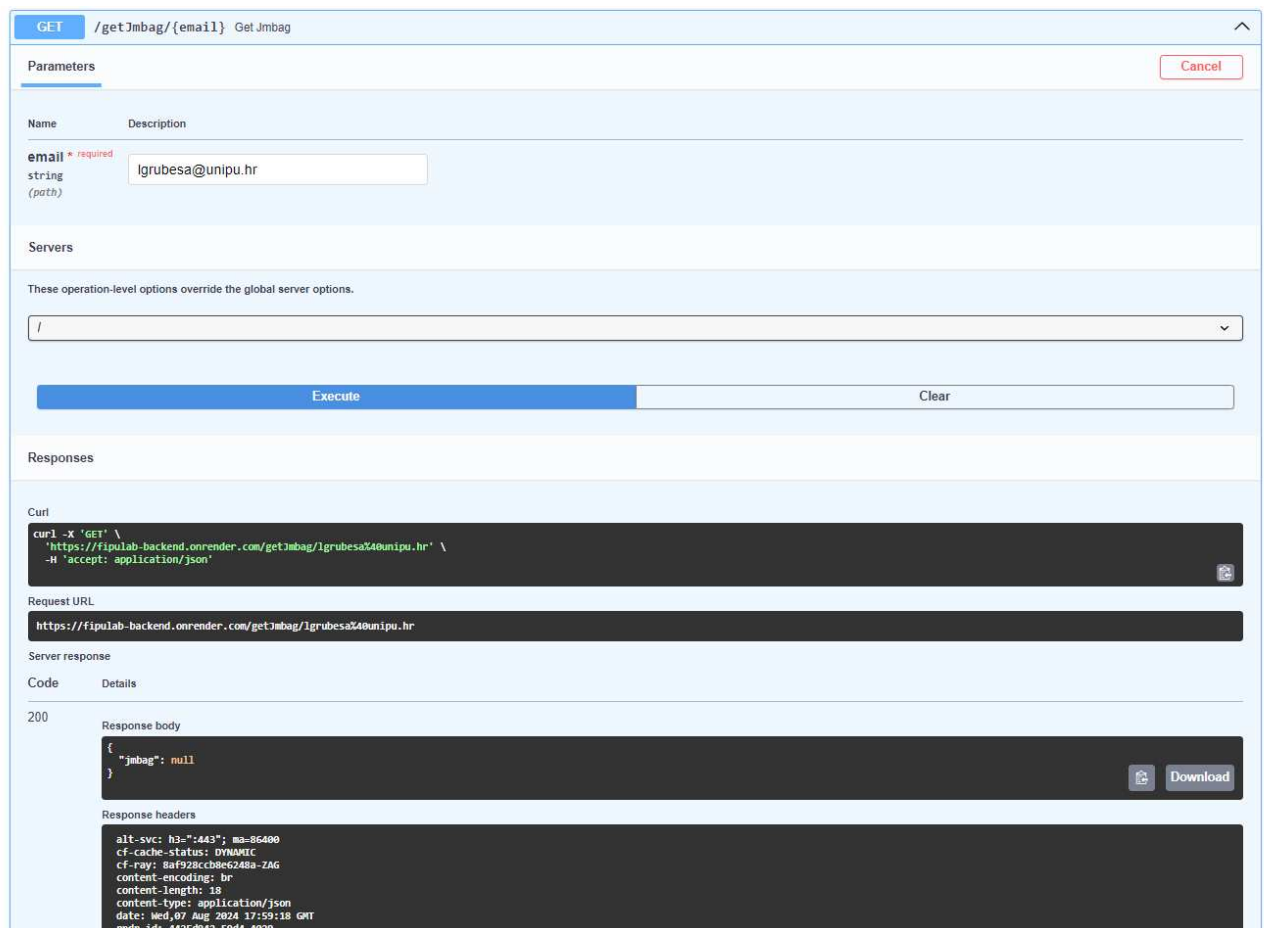 GET /getJmbag/{email} Get Jmbag
Parameters
Cancel
Name Description
email * required
string
(path)
lgrubesa@unipu.hr
Servers
These operation-level options override the global server options.
/
Execute Clear
Responses
Curl
curl -X 'GET' \
'https://fipulab-backend.onrender.com/getJmbag/lgrubesa%40unipu.hr' \
-H 'accept: application/json'
Request URL
https://fipulab-backend.onrender.com/getJmbag/lgrubesa%40unipu.hr
Server response
Code Details
200
Response body
{
"jmbag": null
}
Download
Response headers
alt-svc: h3=":443"; ma=86400
cf-cache-status: DYNAMIC
cf-ray: 8af928ccb8e6248a-ZAG
content-encoding: br
content-length: 18
content-type: application/json
date: Wed,07 Aug 2024 17:59:18 GMT